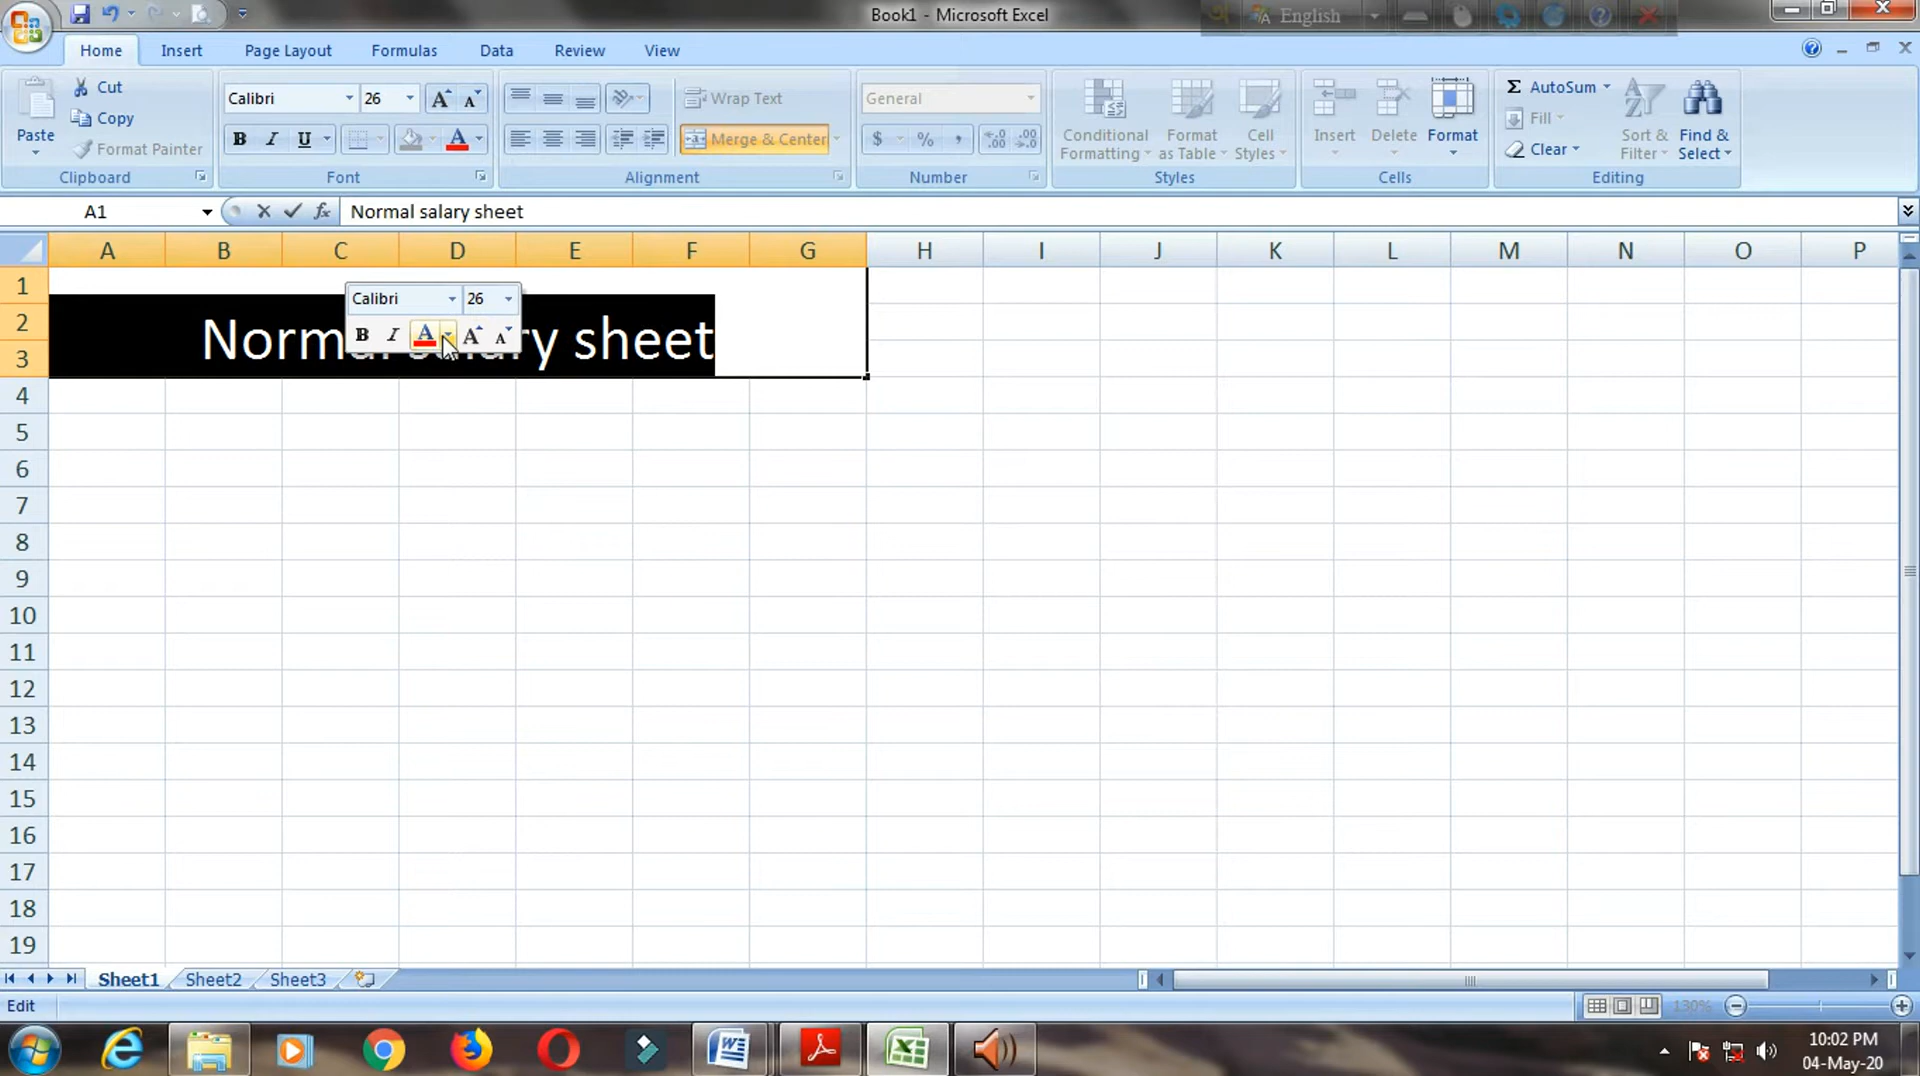 Book1 - Microsoft Excel
English
Home Insert Page Layout Formulas Data Review View
Paste
Cut
Copy
Format Painter
Clipboard
Calibri 26 A A
B I U A
Font
Wrap Text
Merge & Center
Alignment
General
$ % ,
Number
Conditional Formatting
Format as Table
Cell Styles
Styles
Insert Delete Format
Cells
Σ AutoSum
Fill
Clear
Sort & Filter
Find & Select
Editing
A1 fx Normal salary sheet
A B C D E F G H I J K L M N O P
1
2
3
4
5
6
7
8
9
10
11
12
13
14
15
16
17
18
19
Calibri 26
B I A A A
Normal salary sheet
Sheet1 Sheet2 Sheet3
Edit
130%
10:02 PM
04-May-20